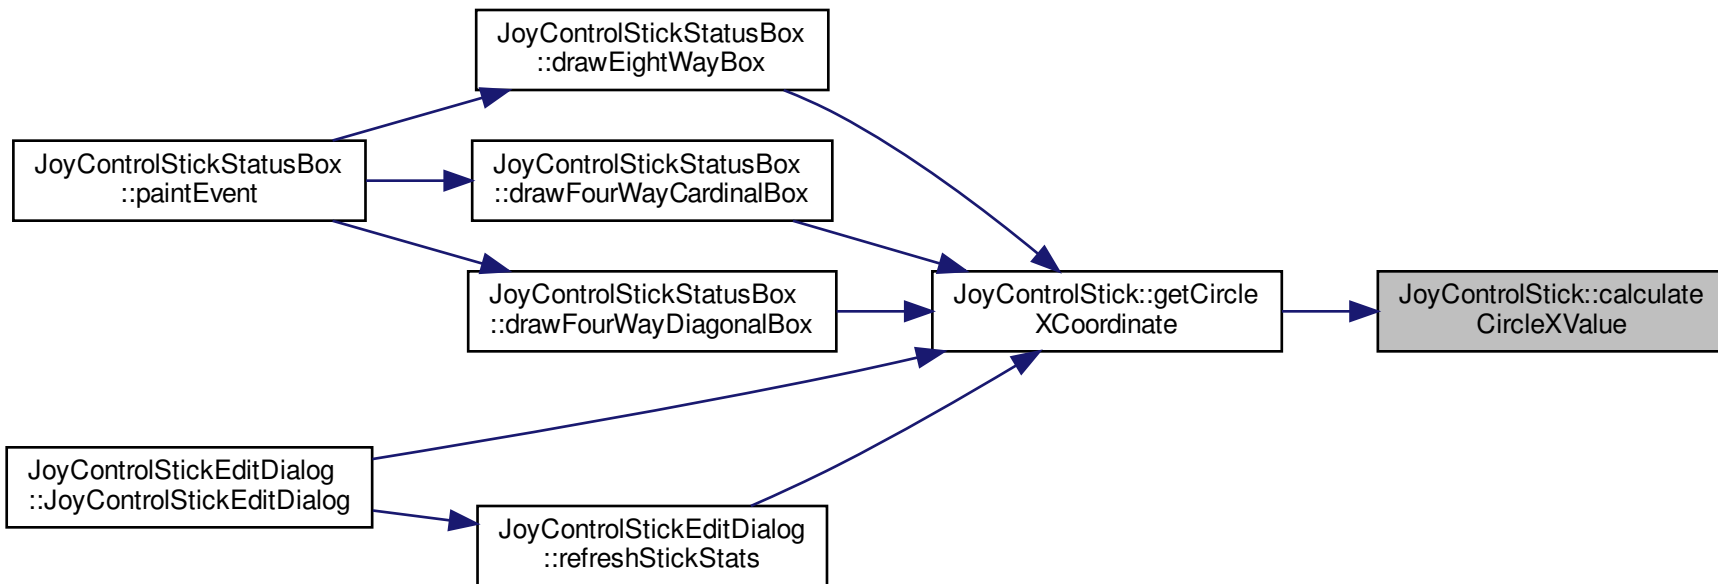 JoyControlStickStatusBox
::drawEightWayBox
JoyControlStickStatusBox
::paintEvent
JoyControlStickStatusBox
::drawFourWayCardinalBox
JoyControlStickStatusBox
::drawFourWayDiagonalBox
JoyControlStick::getCircle
XCoordinate
JoyControlStick::calculate
CircleXValue
JoyControlStickEditDialog
::JoyControlStickEditDialog
JoyControlStickEditDialog
::refreshStickStats